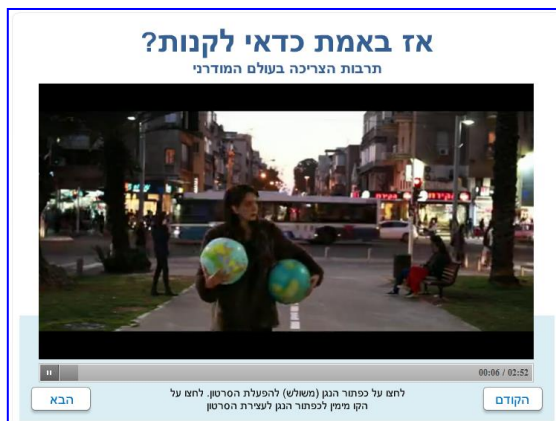 אז באמת כדאי לקנות?
תרבות הצריכה בעולם המודרני
00:06 / 02:52
הקודם
לחצו על כפתור הנגן (משולש) להפעלת הסרטון. לחצו על
הקו מימין לכפתור הנגן לעצירת הסרטון
הבא